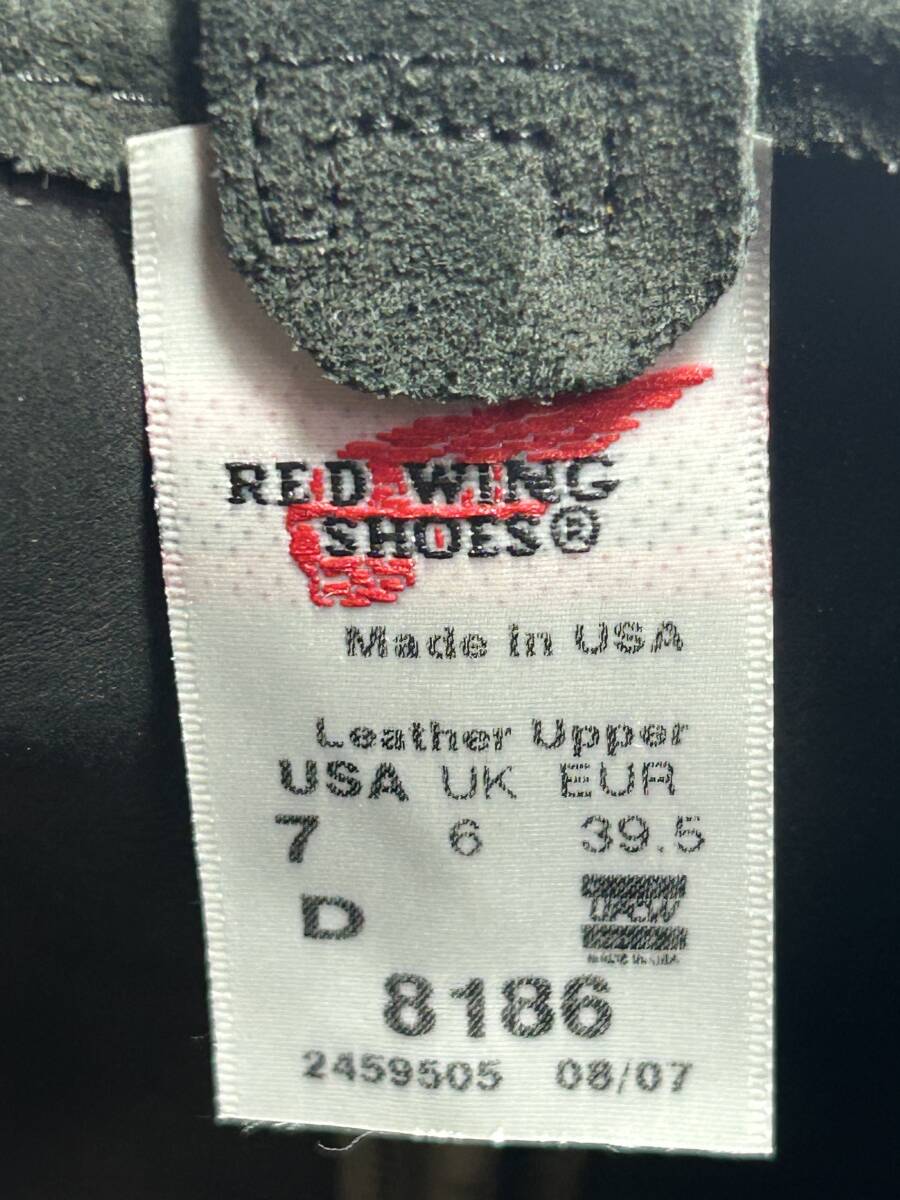 RED WING
SHOES®
Made in USA
Leather Upper
USA UK EUR
7 6 39.5
D
UFCW
8186
2459505 08/07